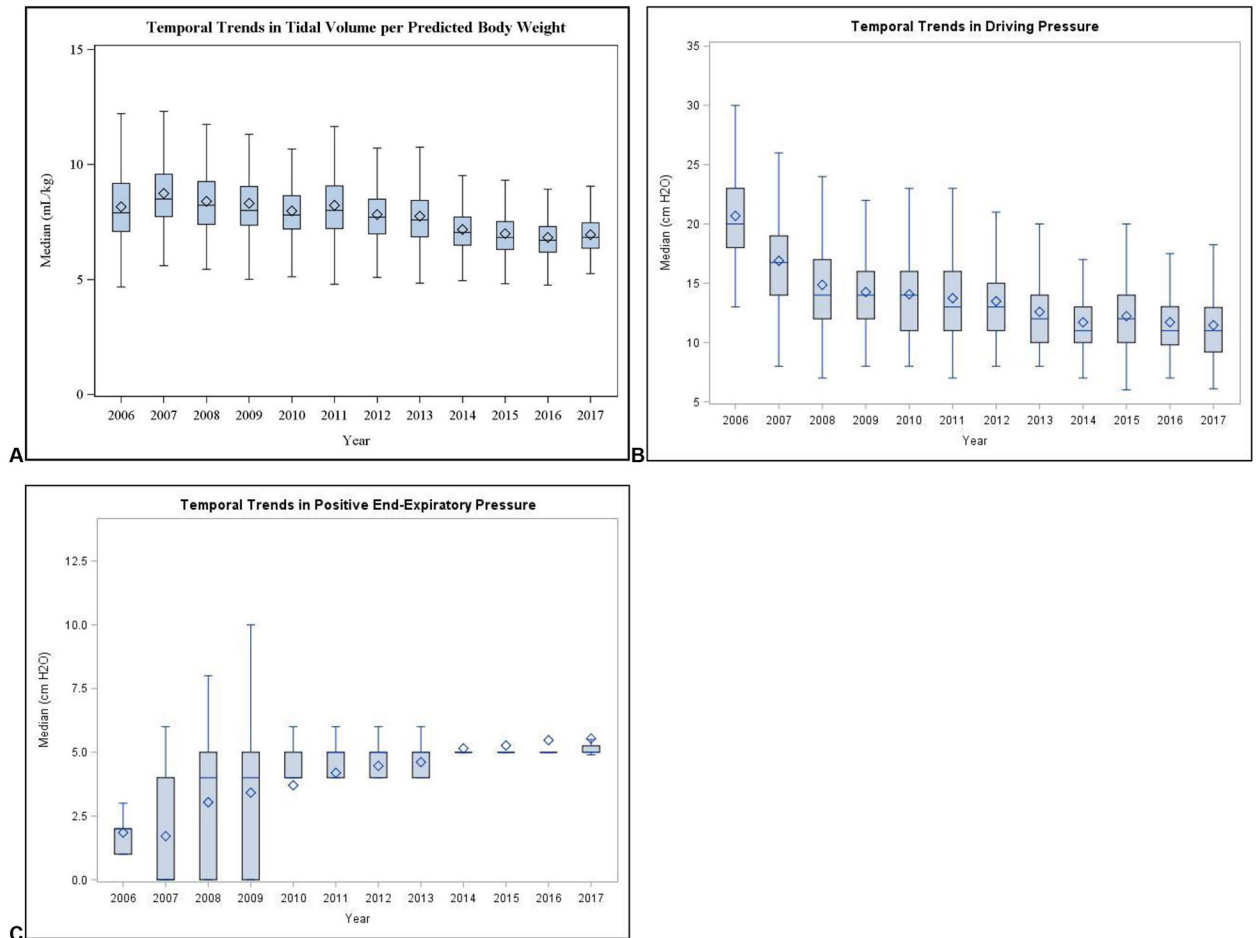 Temporal Trends in Tidal Volume per Predicted Body Weight
15
10
5
0
Median (mL/kg)
2006 2007 2008 2009 2010 2011 2012 2013 2014 2015 2016 2017
Year
A
Temporal Trends in Driving Pressure
35
30
25
20
15
10
5
Median (cm H2O)
2006 2007 2008 2009 2010 2011 2012 2013 2014 2015 2016 2017
Year
B
Temporal Trends in Positive End-Expiratory Pressure
12.5
10.0
7.5
5.0
2.5
0.0
Median (cm H2O)
2006 2007 2008 2009 2010 2011 2012 2013 2014 2015 2016 2017
Year
C